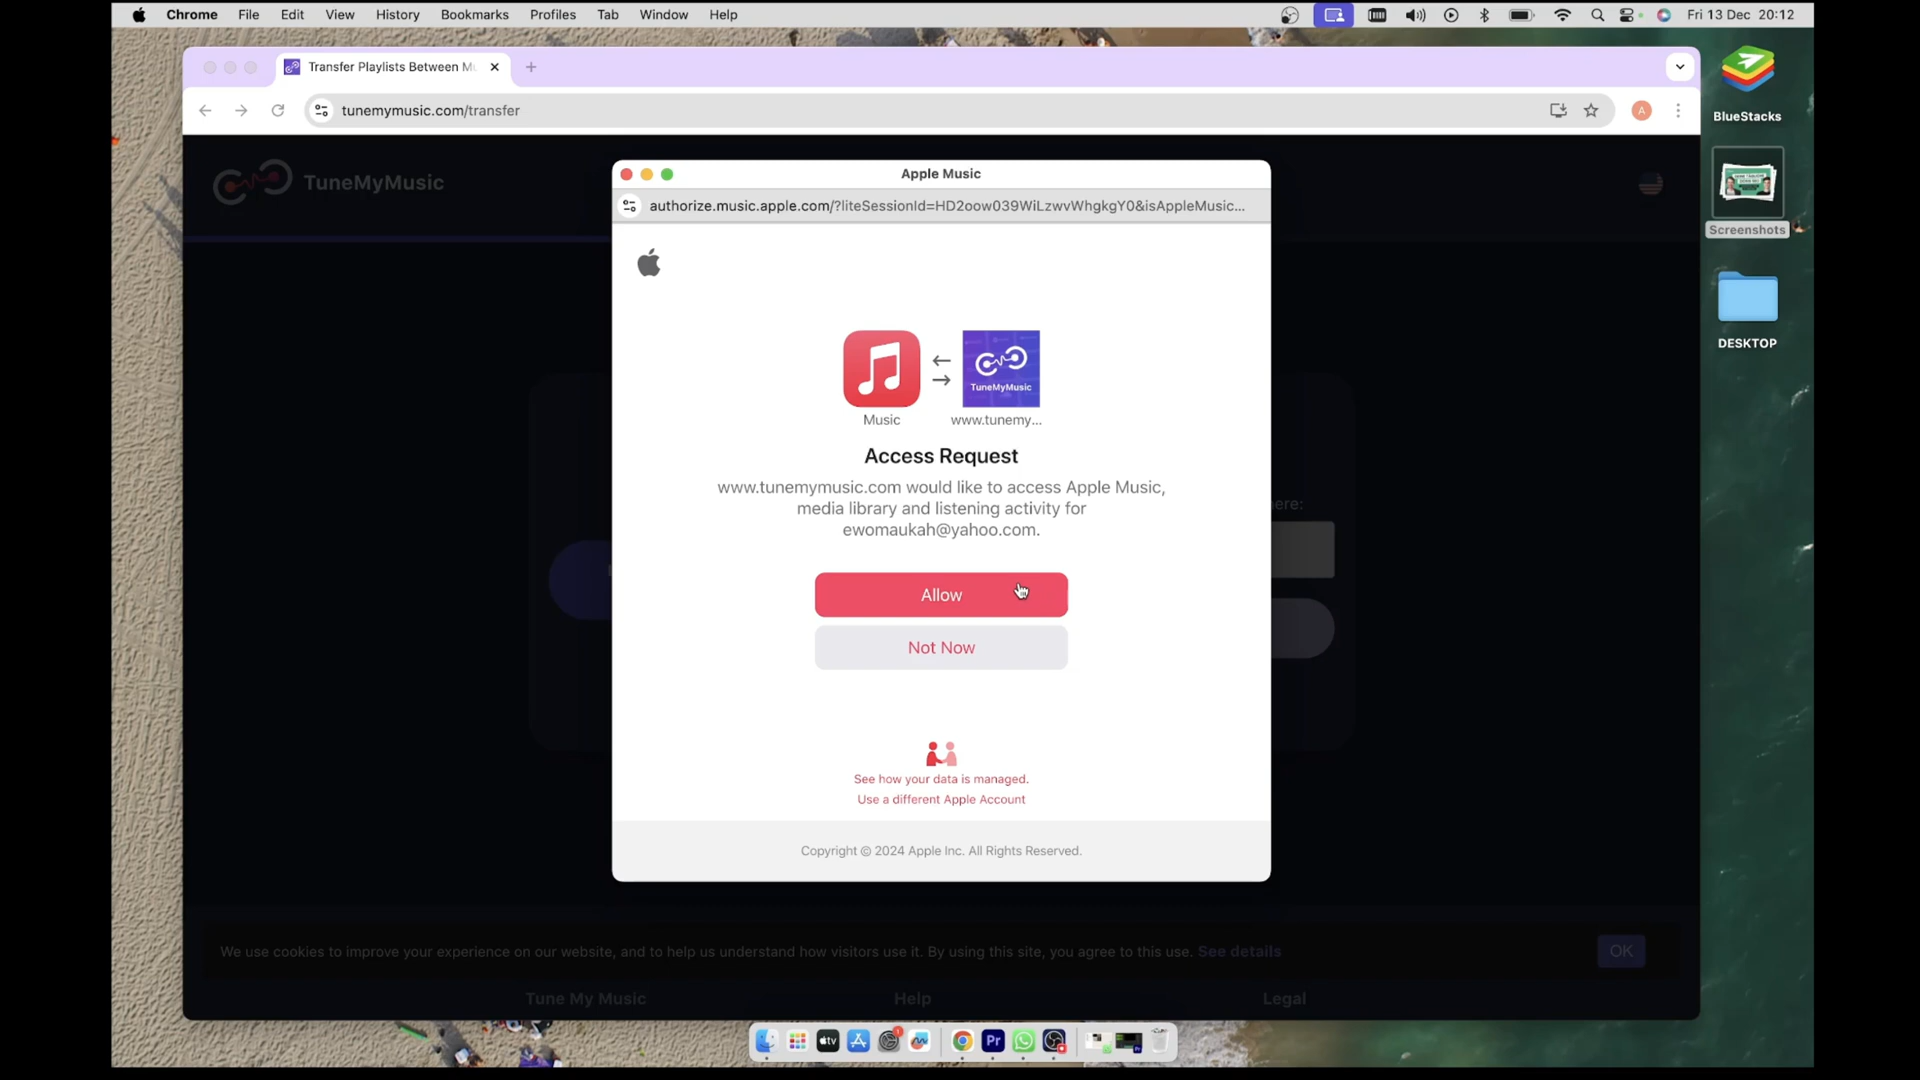 Chrome File Edit View History Bookmarks Profiles Tab Window Help Fri 13 Dec 20:12
Transfer Playlists Between Mu
tunemymusic.com/transfer
A
BlueStacks
Screenshots
DESKTOP
TuneMyMusic
Apple Music
authorize.music.apple.com/?liteSessionId=HD2oow039WiLzwvWhgkgY0&isAppleMusic...
TuneMyMusic
Music www.tunemy...
Access Request
www.tunemymusic.com would like to access Apple Music,
media library and listening activity for
ewomaukah@yahoo.com.
here:
Allow
Not Now
See how your data is managed.
Use a different Apple Account
Copyright © 2024 Apple Inc. All Rights Reserved.
We use cookies to improve your experience on our website, and to help us understand how visitors use it. By using this site, you agree to this use. See details
OK
Tune My Music Help Legal
tv
1
Pr